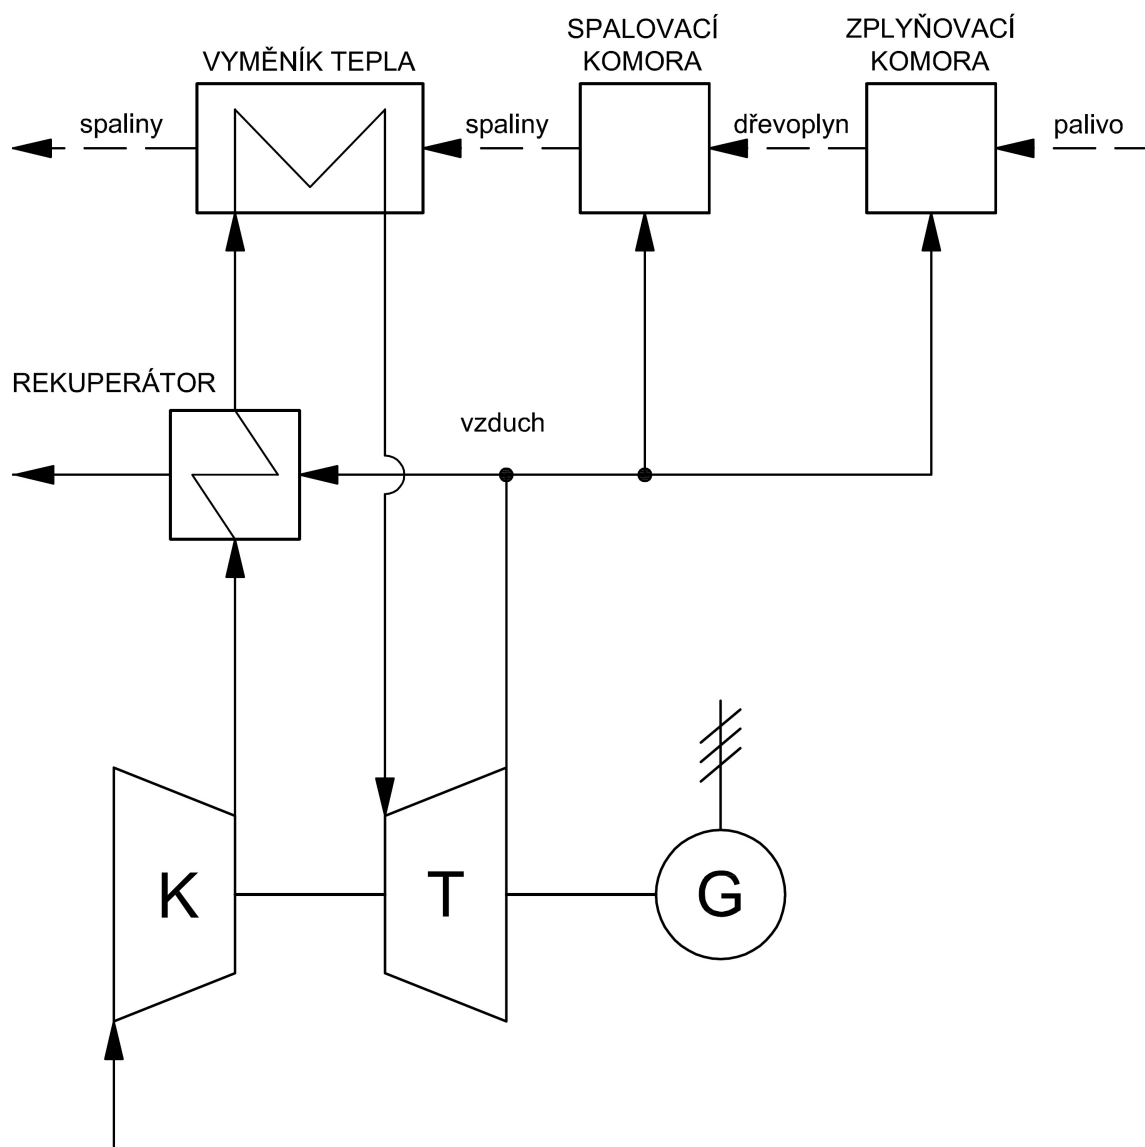 SPALOVACÍ
KOMORA
ZPLYŇOVACÍ
KOMORA
VYMĚNÍK TEPLA
spaliny
spaliny
dřevoplyn
palivo
REKUPERÁTOR
vzduch
K
T
G